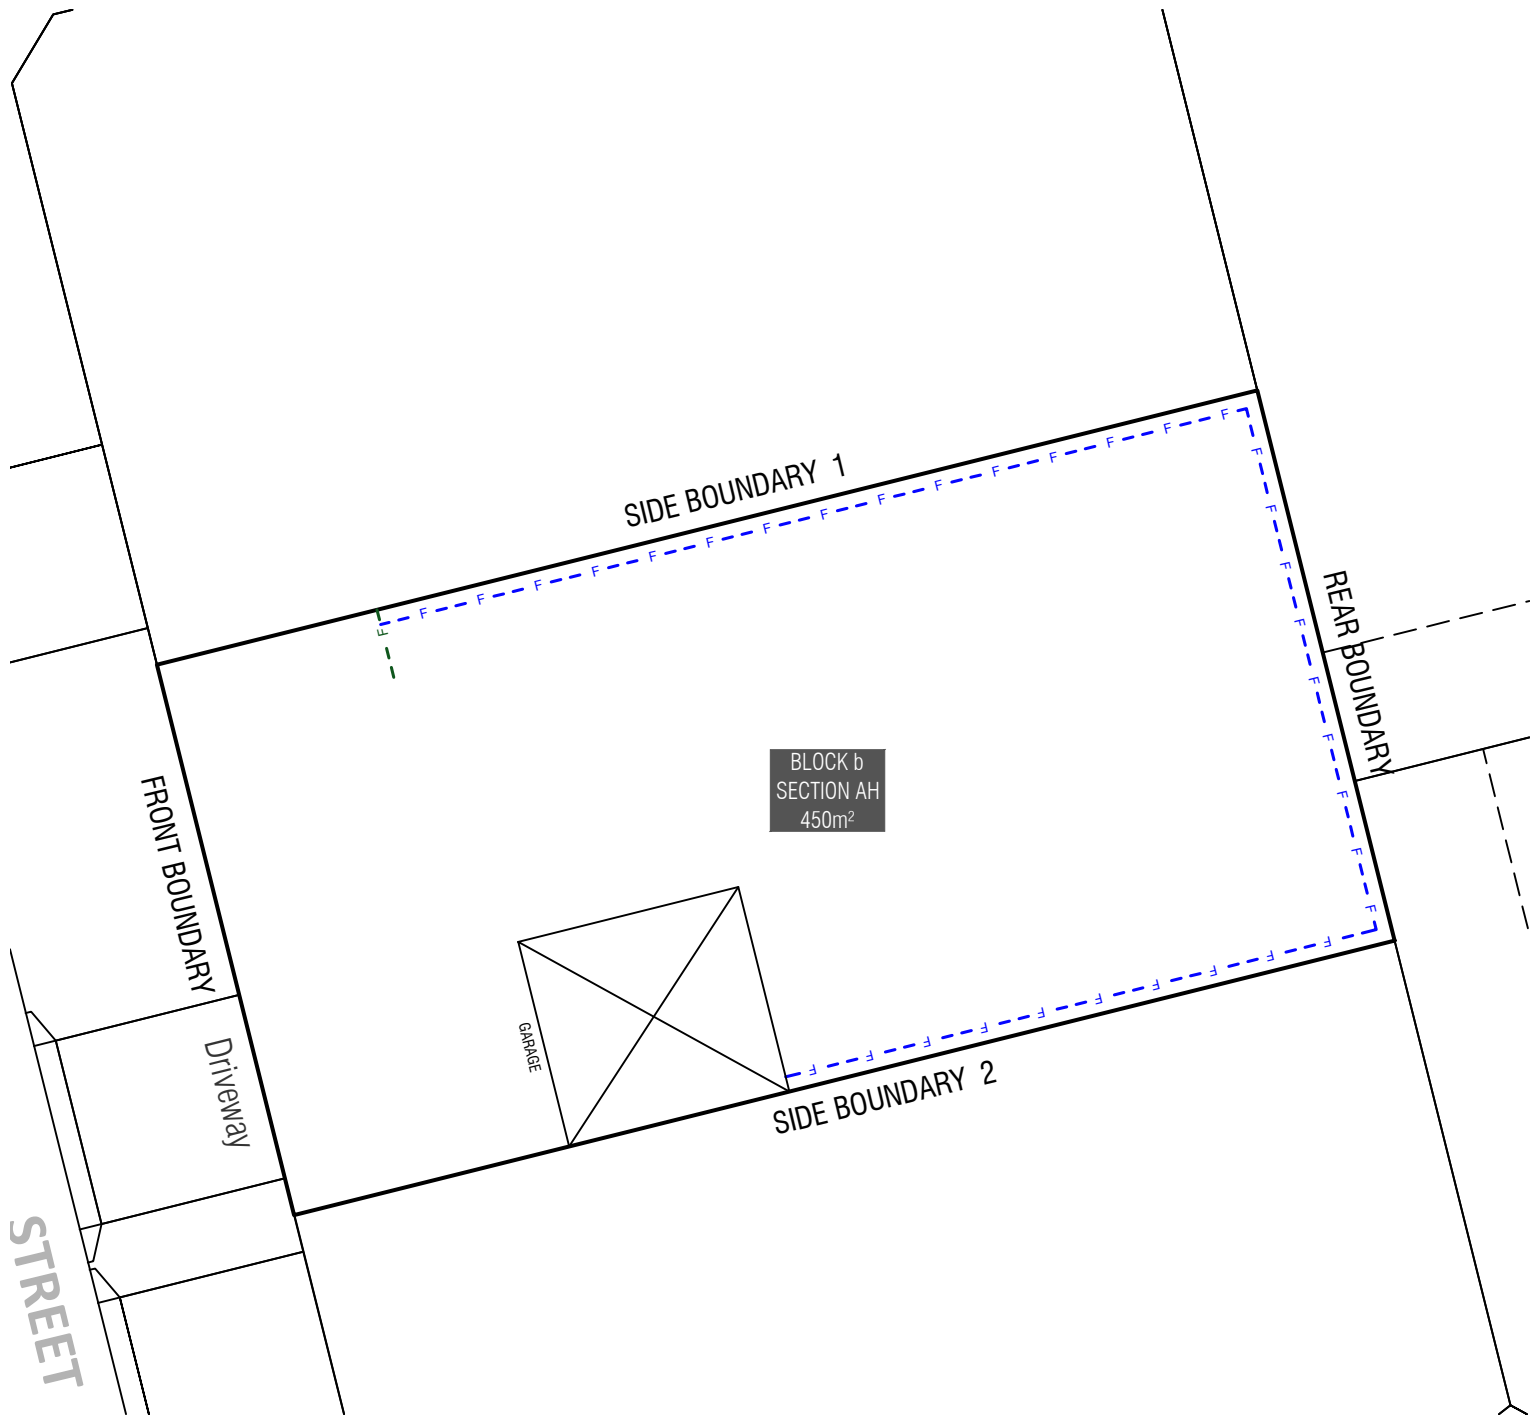 SIDE BOUNDARY 1
REAR BOUNDARY
BLOCK b
SECTION AH
450m²
FRONT BOUNDARY
GARAGE
Driveway
SIDE BOUNDARY 2
STREET
F F F F F F F F F F F F F F F
F
F
F
F
F
F
F
F
F
F
F F F F F F F F F F